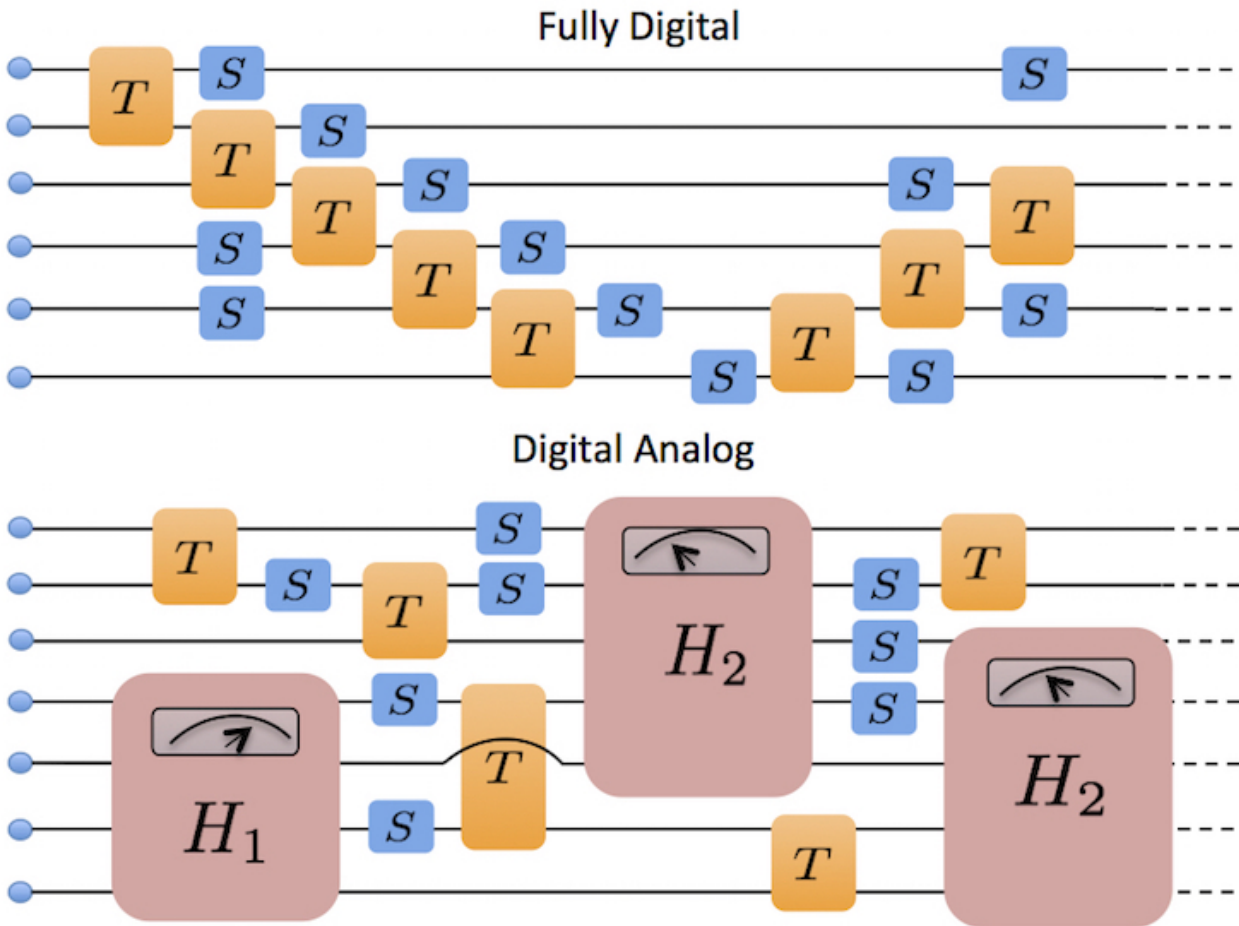 Fully Digital
T S S
T S
T S S
S T S T
S T S T S
S T S
Digital Analog
T S T
S T S S
H₂ S
S T S
H₁ H₂
S T